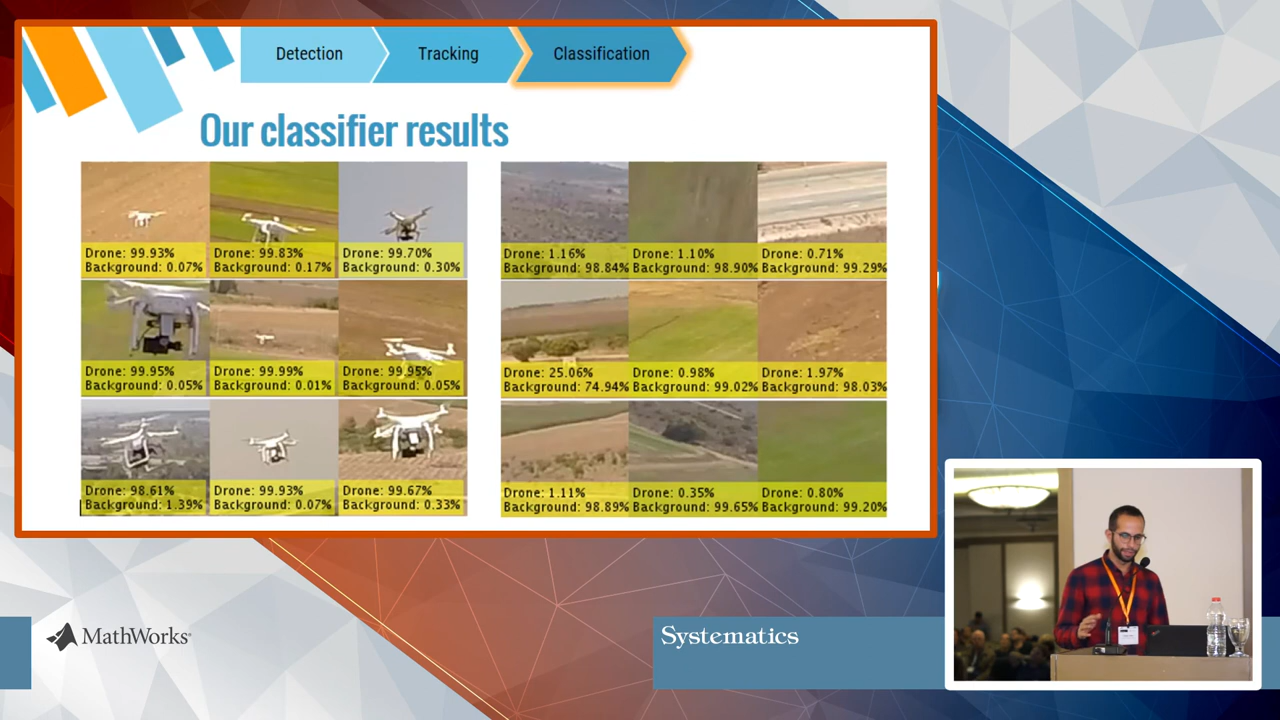 Detection Tracking Classification
Our classifier results
Drone: 99.93% Drone: 99.83% Drone: 99.70%
Background: 0.07% Background: 0.17% Background: 0.30%
Drone: 1.16% Drone: 1.10% Drone: 0.71%
Background: 98.84% Background: 98.90% Background: 99.29%
Drone: 99.95% Drone: 99.99% Drone: 99.95%
Background: 0.05% Background: 0.01% Background: 0.05%
Drone: 25.06% Drone: 0.98% Drone: 1.97%
Background: 74.94% Background: 99.02% Background: 98.03%
Drone: 98.61% Drone: 99.93% Drone: 99.67%
Background: 1.39% Background: 0.07% Background: 0.33%
Drone: 1.11% Drone: 0.35% Drone: 0.80%
Background: 98.89% Background: 99.65% Background: 99.20%
MathWorks®
Systematics